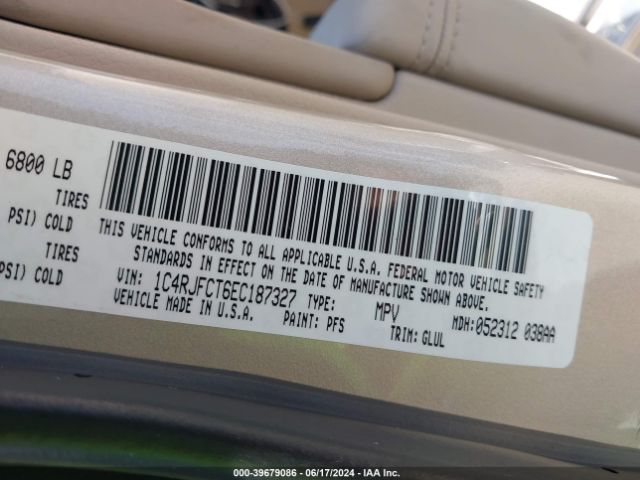 6800 LB
TIRES
PSI) COLD
TIRES
PSI) COLD
THIS VEHICLE CONFORMS TO ALL APPLICABLE U.S.A. FEDERAL MOTOR VEHICLE SAFETY
STANDARDS IN EFFECT ON THE DATE OF MANUFACTURE SHOWN ABOVE.
VIN: 1C4RJFCT6EC187327 TYPE: MPV MDH:052312 038AA
VEHICLE MADE IN U.S.A. PAINT: PFS TRIM: GLUL
000-39679086 - 06/17/2024 - IAA Inc.